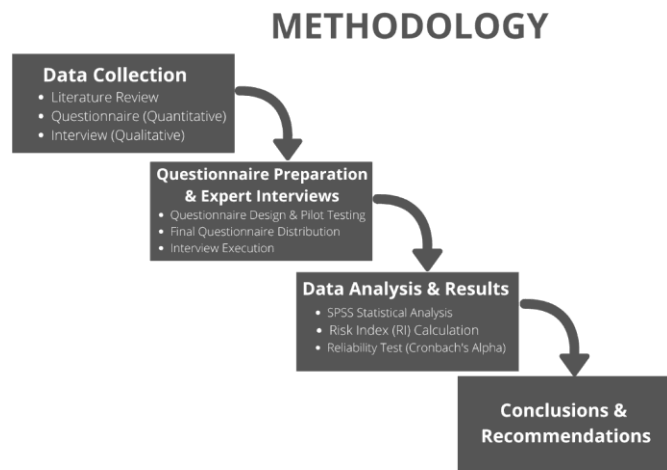 METHODOLOGY
Data Collection
• Literature Review
• Questionnaire (Quantitative)
• Interview (Qualitative)
Questionnaire Preparation
& Expert Interviews
• Questionnaire Design & Pilot Testing
• Final Questionnaire Distribution
• Interview Execution
Data Analysis & Results
• SPSS Statistical Analysis
• Risk Index (RI) Calculation
• Reliability Test (Cronbach's Alpha)
Conclusions &
Recommendations